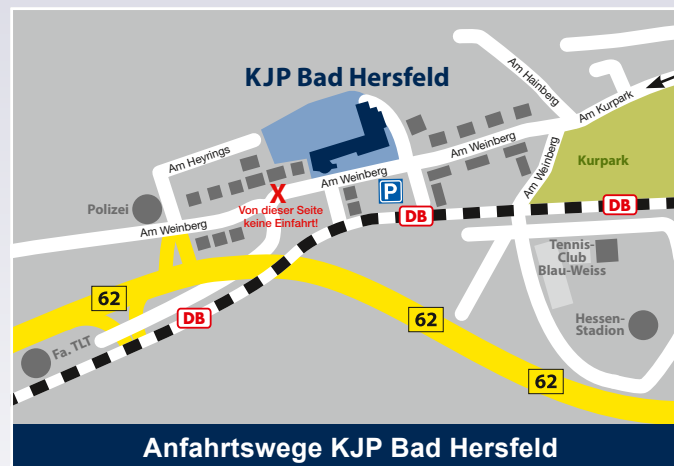 KJP Bad Hersfeld
Am Hainberg
Am Kurpark
Am Heyrings
Am Weinberg
Kurpark
Am Weinberg
Am Weinberg
P
X
Von dieser Seite
keine Einfahrt!
Polizei
Am Weinberg
DB
DB
Tennis-
Club
Blau-Weiss
62
DB
62
Hessen-
Stadion
Fa. TLT
62
Anfahrtswege KJP Bad Hersfeld